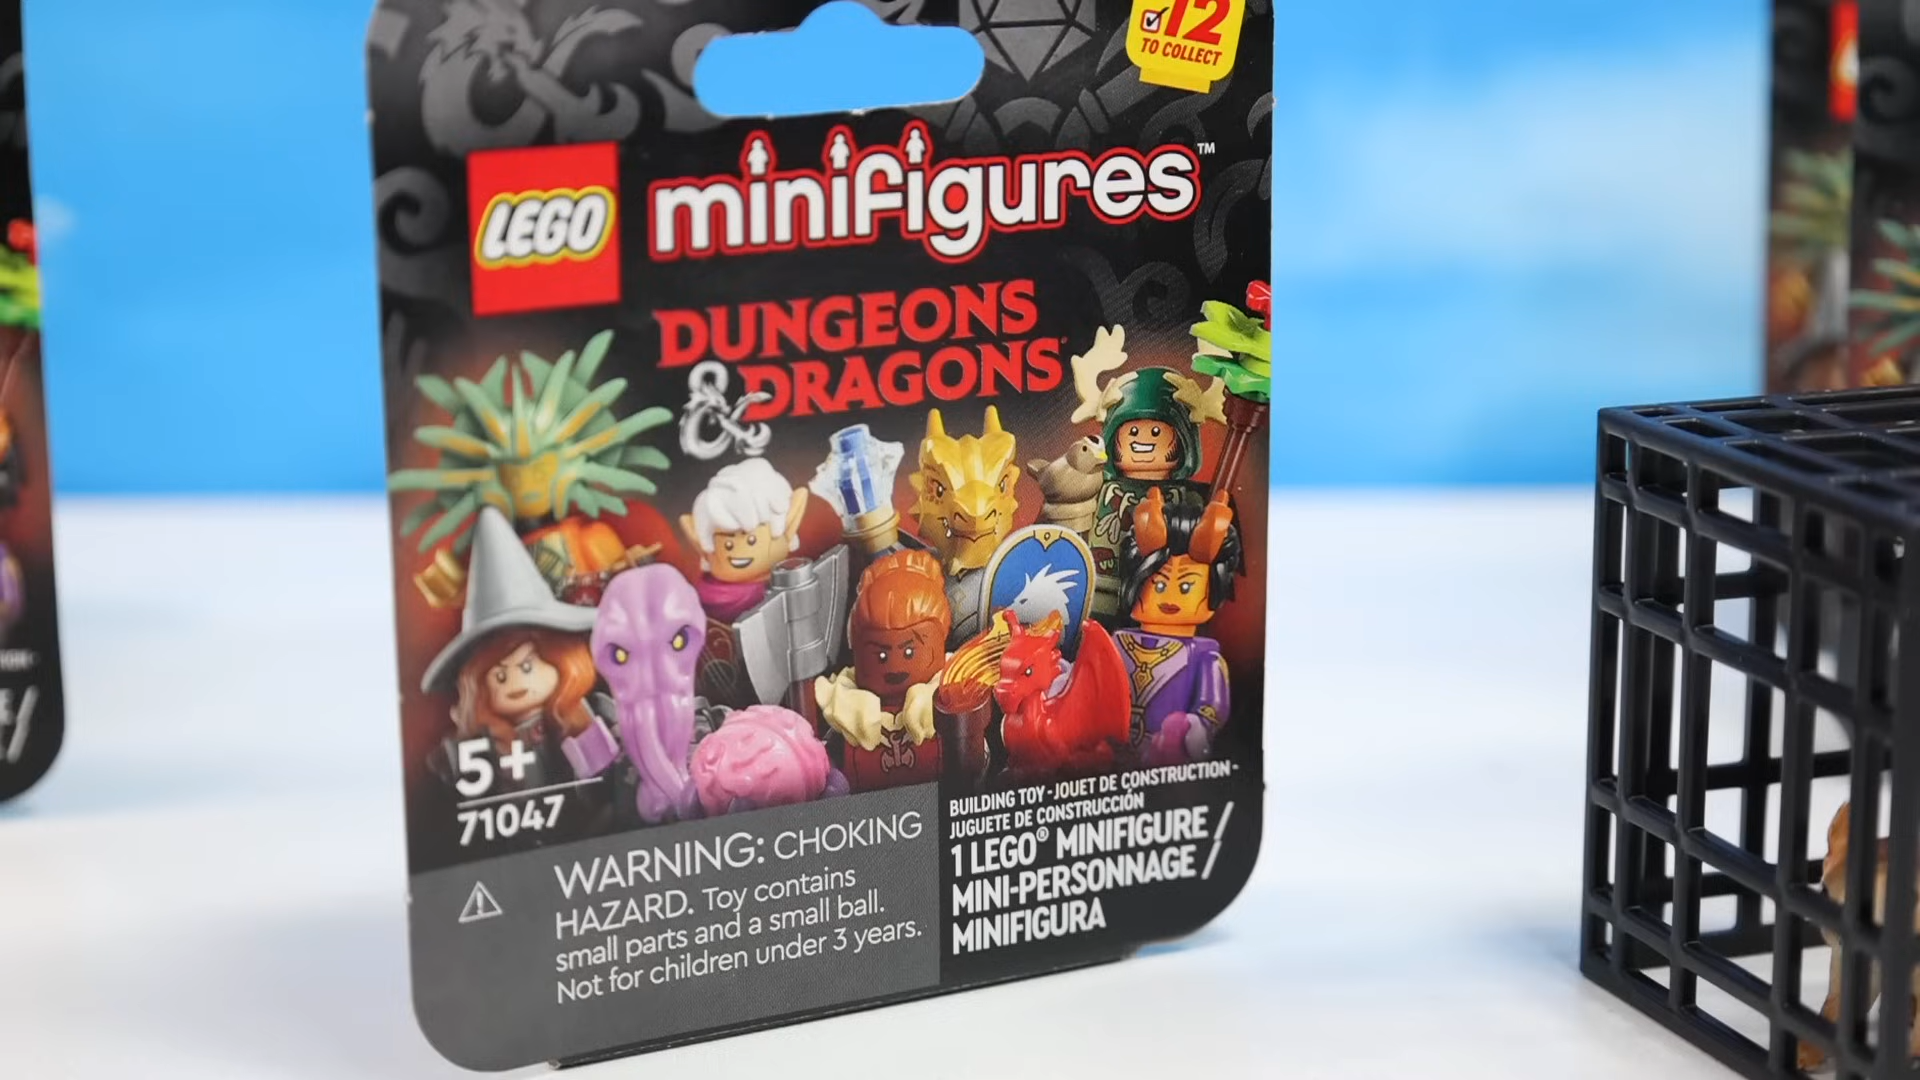 12
TO COLLECT
LEGO minifigures™
DUNGEONS
& DRAGONS
5+
71047
WARNING: CHOKING
HAZARD. Toy contains
small parts and a small ball.
Not for children under 3 years.
BUILDING TOY - JOUET DE CONSTRUCTION -
JUGUETE DE CONSTRUCCIÓN
1 LEGO® MINIFIGURE /
MINI-PERSONNAGE /
MINIFIGURA